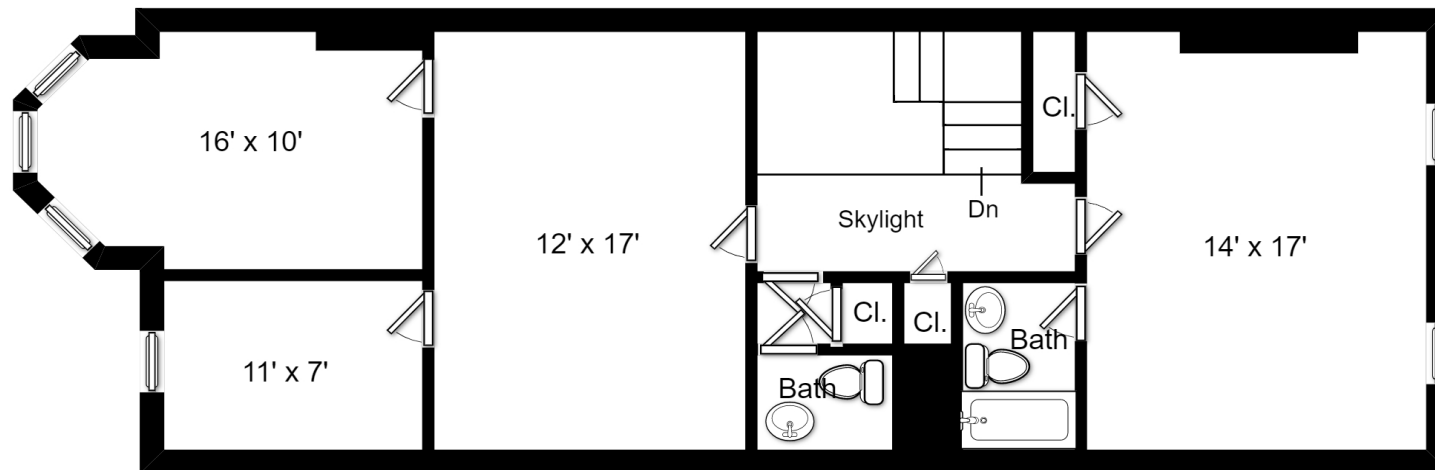 Cl.
16' x 10'
Dn
Skylight
12' x 17'
14' x 17'
Cl.
Cl.
Bath
11' x 7'
Bath